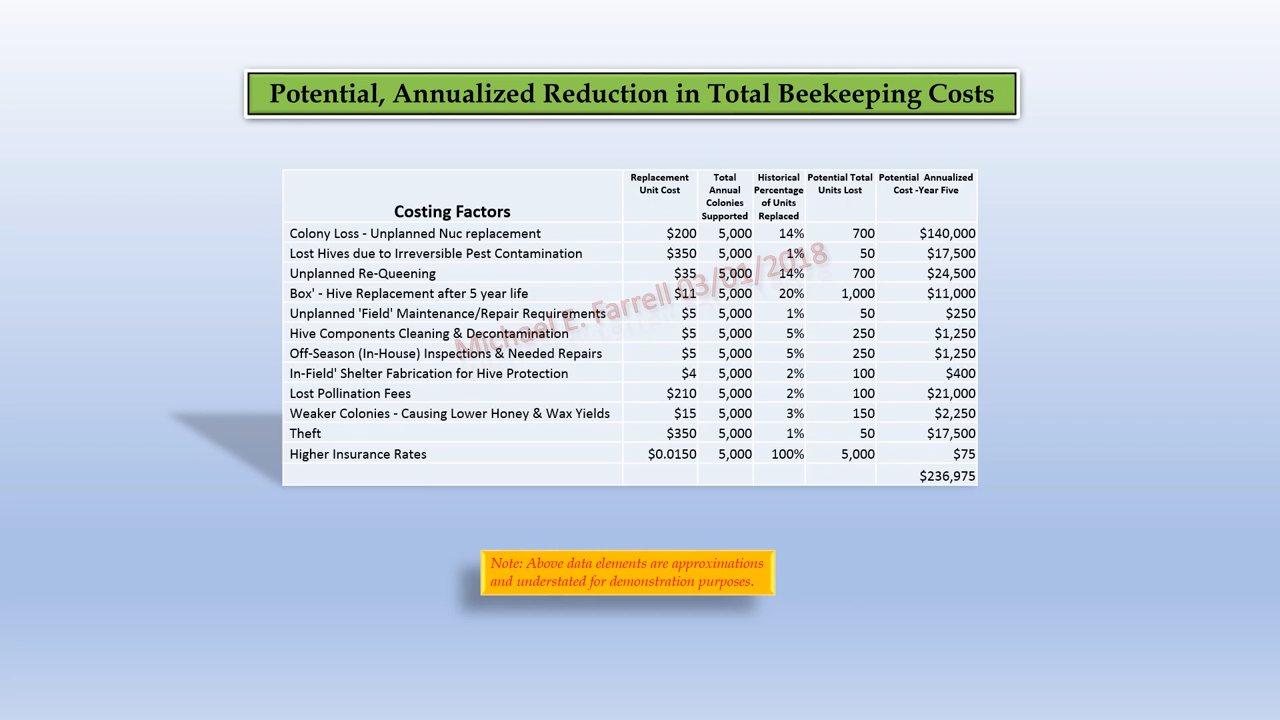 Potential, Annualized Reduction in Total Beekeeping Costs
Costing Factors Replacement Unit Cost Total Annual Colonies Supported Historical Percentage of Units Replaced Potential Total Units Lost Potential Annualized Cost -Year Five
Colony Loss - Unplanned Nuc replacement $200 5,000 14% 700 $140,000
Lost Hives due to Irreversible Pest Contamination $350 5,000 1% 50 $17,500
Unplanned Re-Queening $35 5,000 14% 700 $24,500
Box' - Hive Replacement after 5 year life $11 5,000 20% 1,000 $11,000
Unplanned 'Field' Maintenance/Repair Requirements $5 5,000 1% 50 $250
Hive Components Cleaning & Decontamination $5 5,000 5% 250 $1,250
Off-Season (In-House) Inspections & Needed Repairs $5 5,000 5% 250 $1,250
In-Field' Shelter Fabrication for Hive Protection $4 5,000 2% 100 $400
Lost Pollination Fees $210 5,000 2% 100 $21,000
Weaker Colonies - Causing Lower Honey & Wax Yields $15 5,000 3% 150 $2,250
Theft $350 5,000 1% 50 $17,500
Higher Insurance Rates $0.0150 5,000 100% 5,000 $75
$236,975
Michael E. Farrell 03/01/2018
Note: Above data elements are approximations
and understated for demonstration purposes.